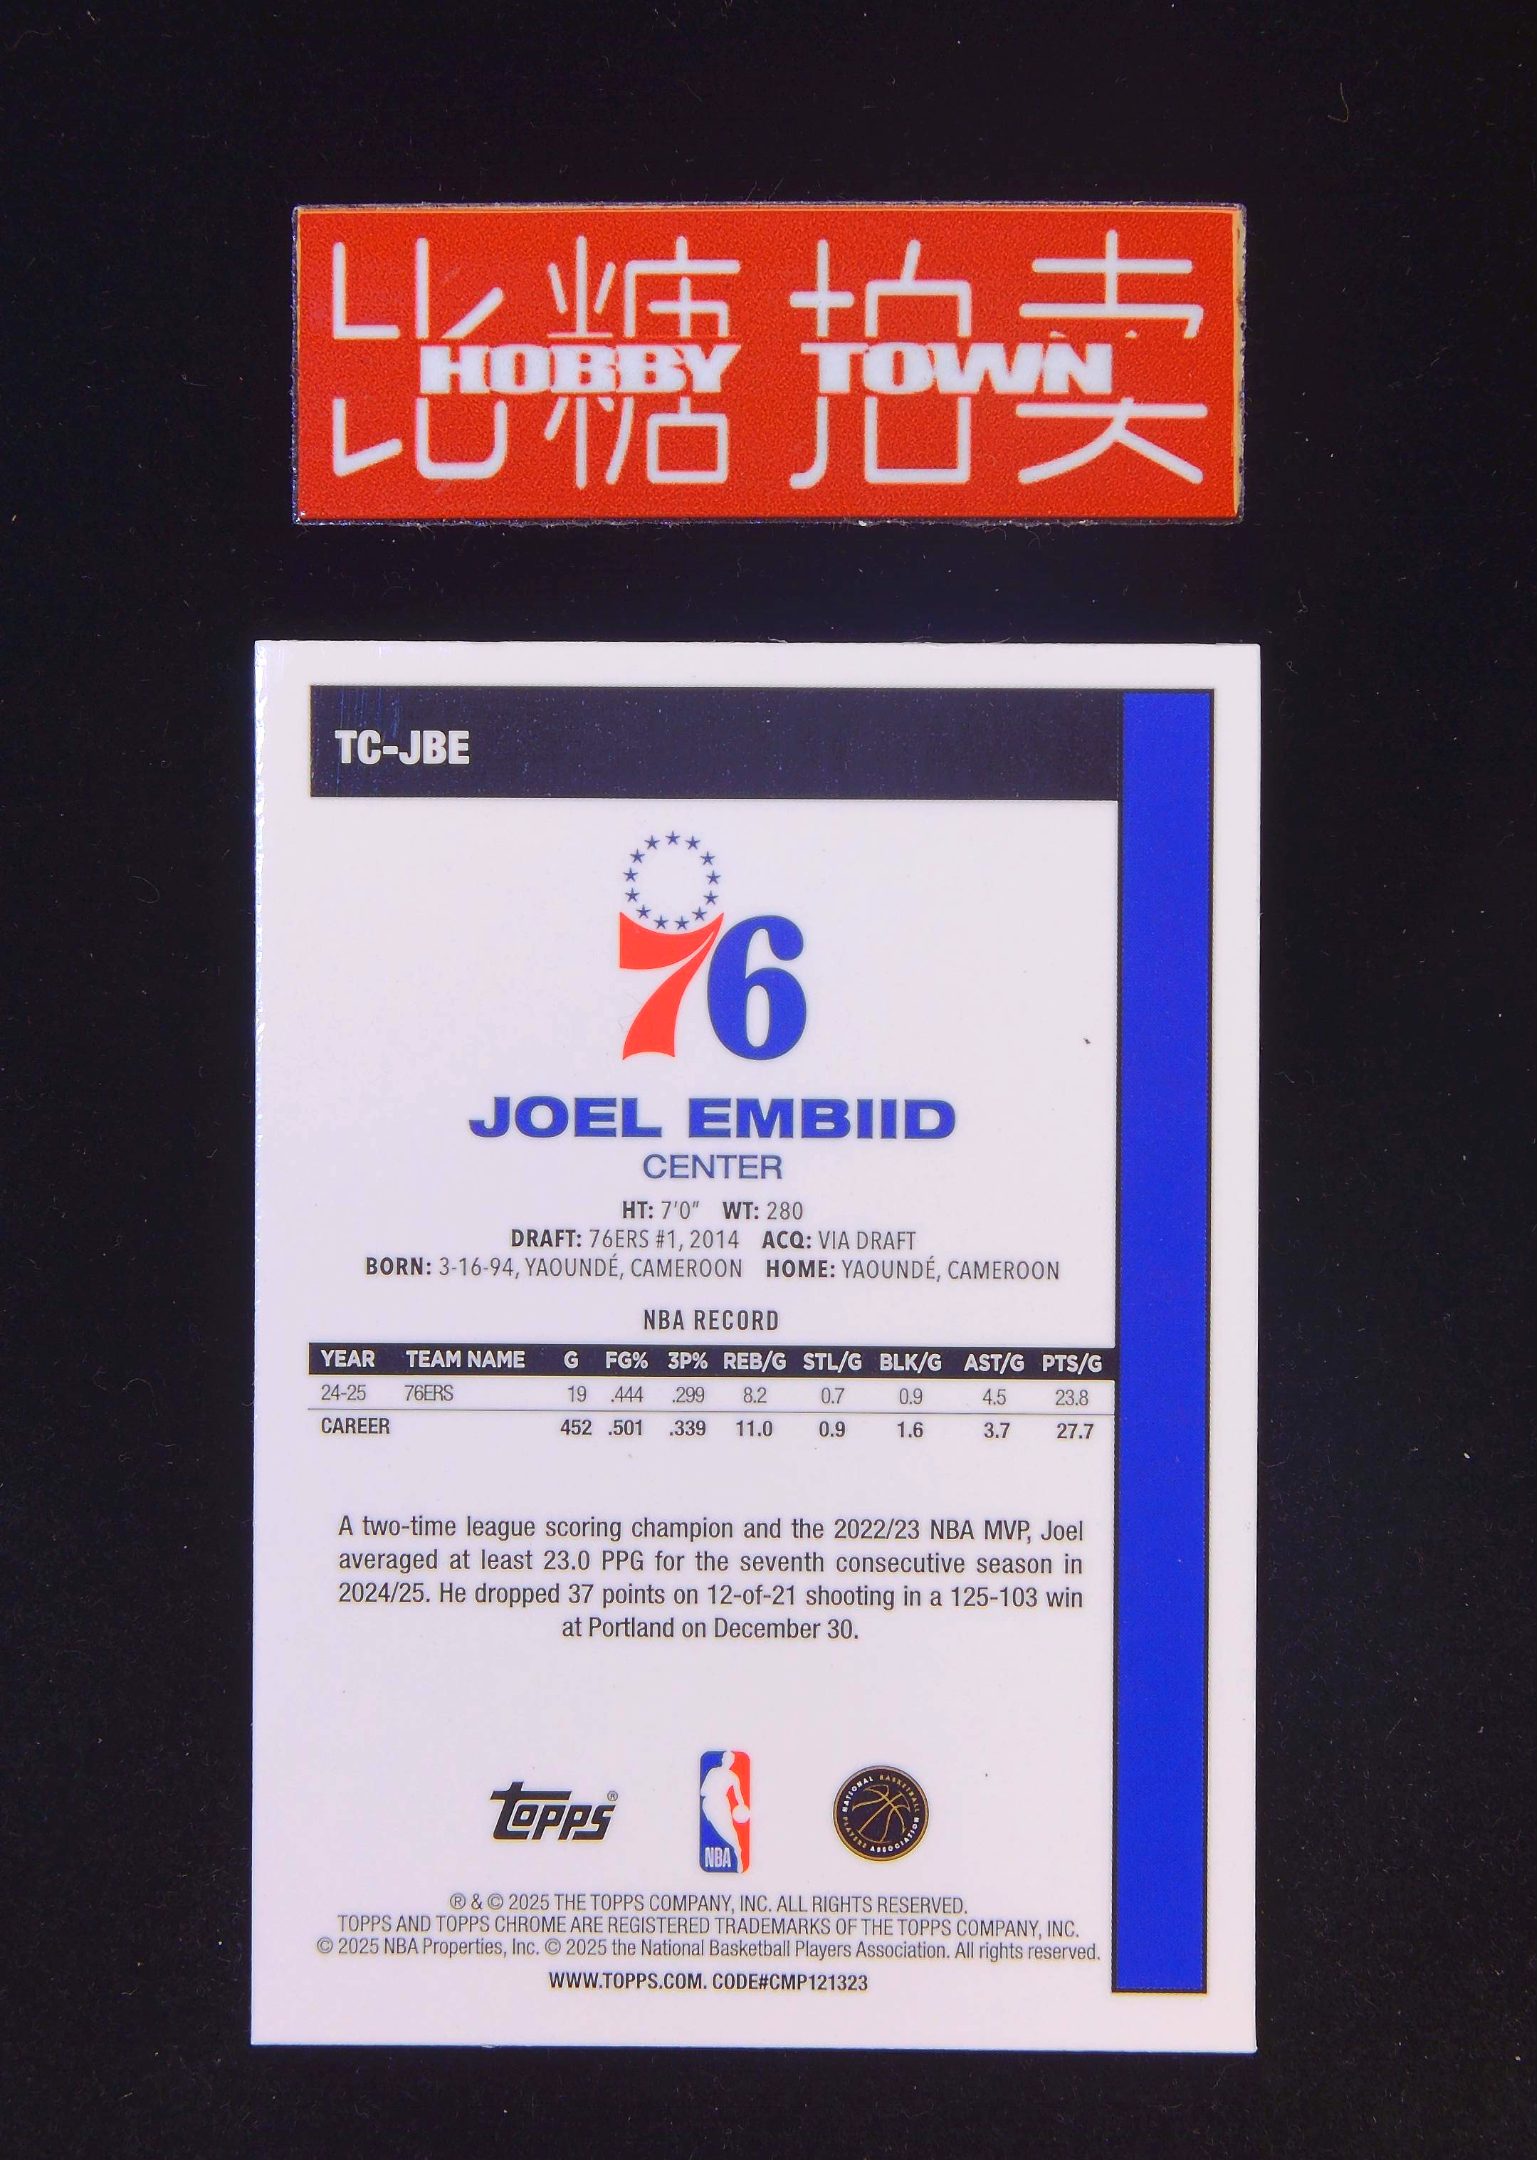 比糖 拍卖
HOBBY TOWN
TC-JBE
76
JOEL EMBIID
CENTER
HT: 7'0" WT: 280
DRAFT: 76ERS #1, 2014 ACQ: VIA DRAFT
BORN: 3-16-94, YAOUNDÉ, CAMEROON HOME: YAOUNDÉ, CAMEROON
NBA RECORD
YEAR TEAM NAME G FG% 3P% REB/G STL/G BLK/G AST/G PTS/G
24-25 76ERS 19 .444 .299 8.2 0.7 0.9 4.5 23.8
CAREER 452 .501 .339 11.0 0.9 1.6 3.7 27.7
A two-time league scoring champion and the 2022/23 NBA MVP, Joel
averaged at least 23.0 PPG for the seventh consecutive season in
2024/25. He dropped 37 points on 12-of-21 shooting in a 125-103 win
at Portland on December 30.
topps®
NBA
NATIONAL BASKETBALL PLAYERS ASSOCIATION
® & © 2025 THE TOPPS COMPANY, INC. ALL RIGHTS RESERVED.
TOPPS AND TOPPS CHROME ARE REGISTERED TRADEMARKS OF THE TOPPS COMPANY, INC.
© 2025 NBA Properties, Inc. © 2025 the National Basketball Players Association. All rights reserved.
WWW.TOPPS.COM. CODE#CMP121323